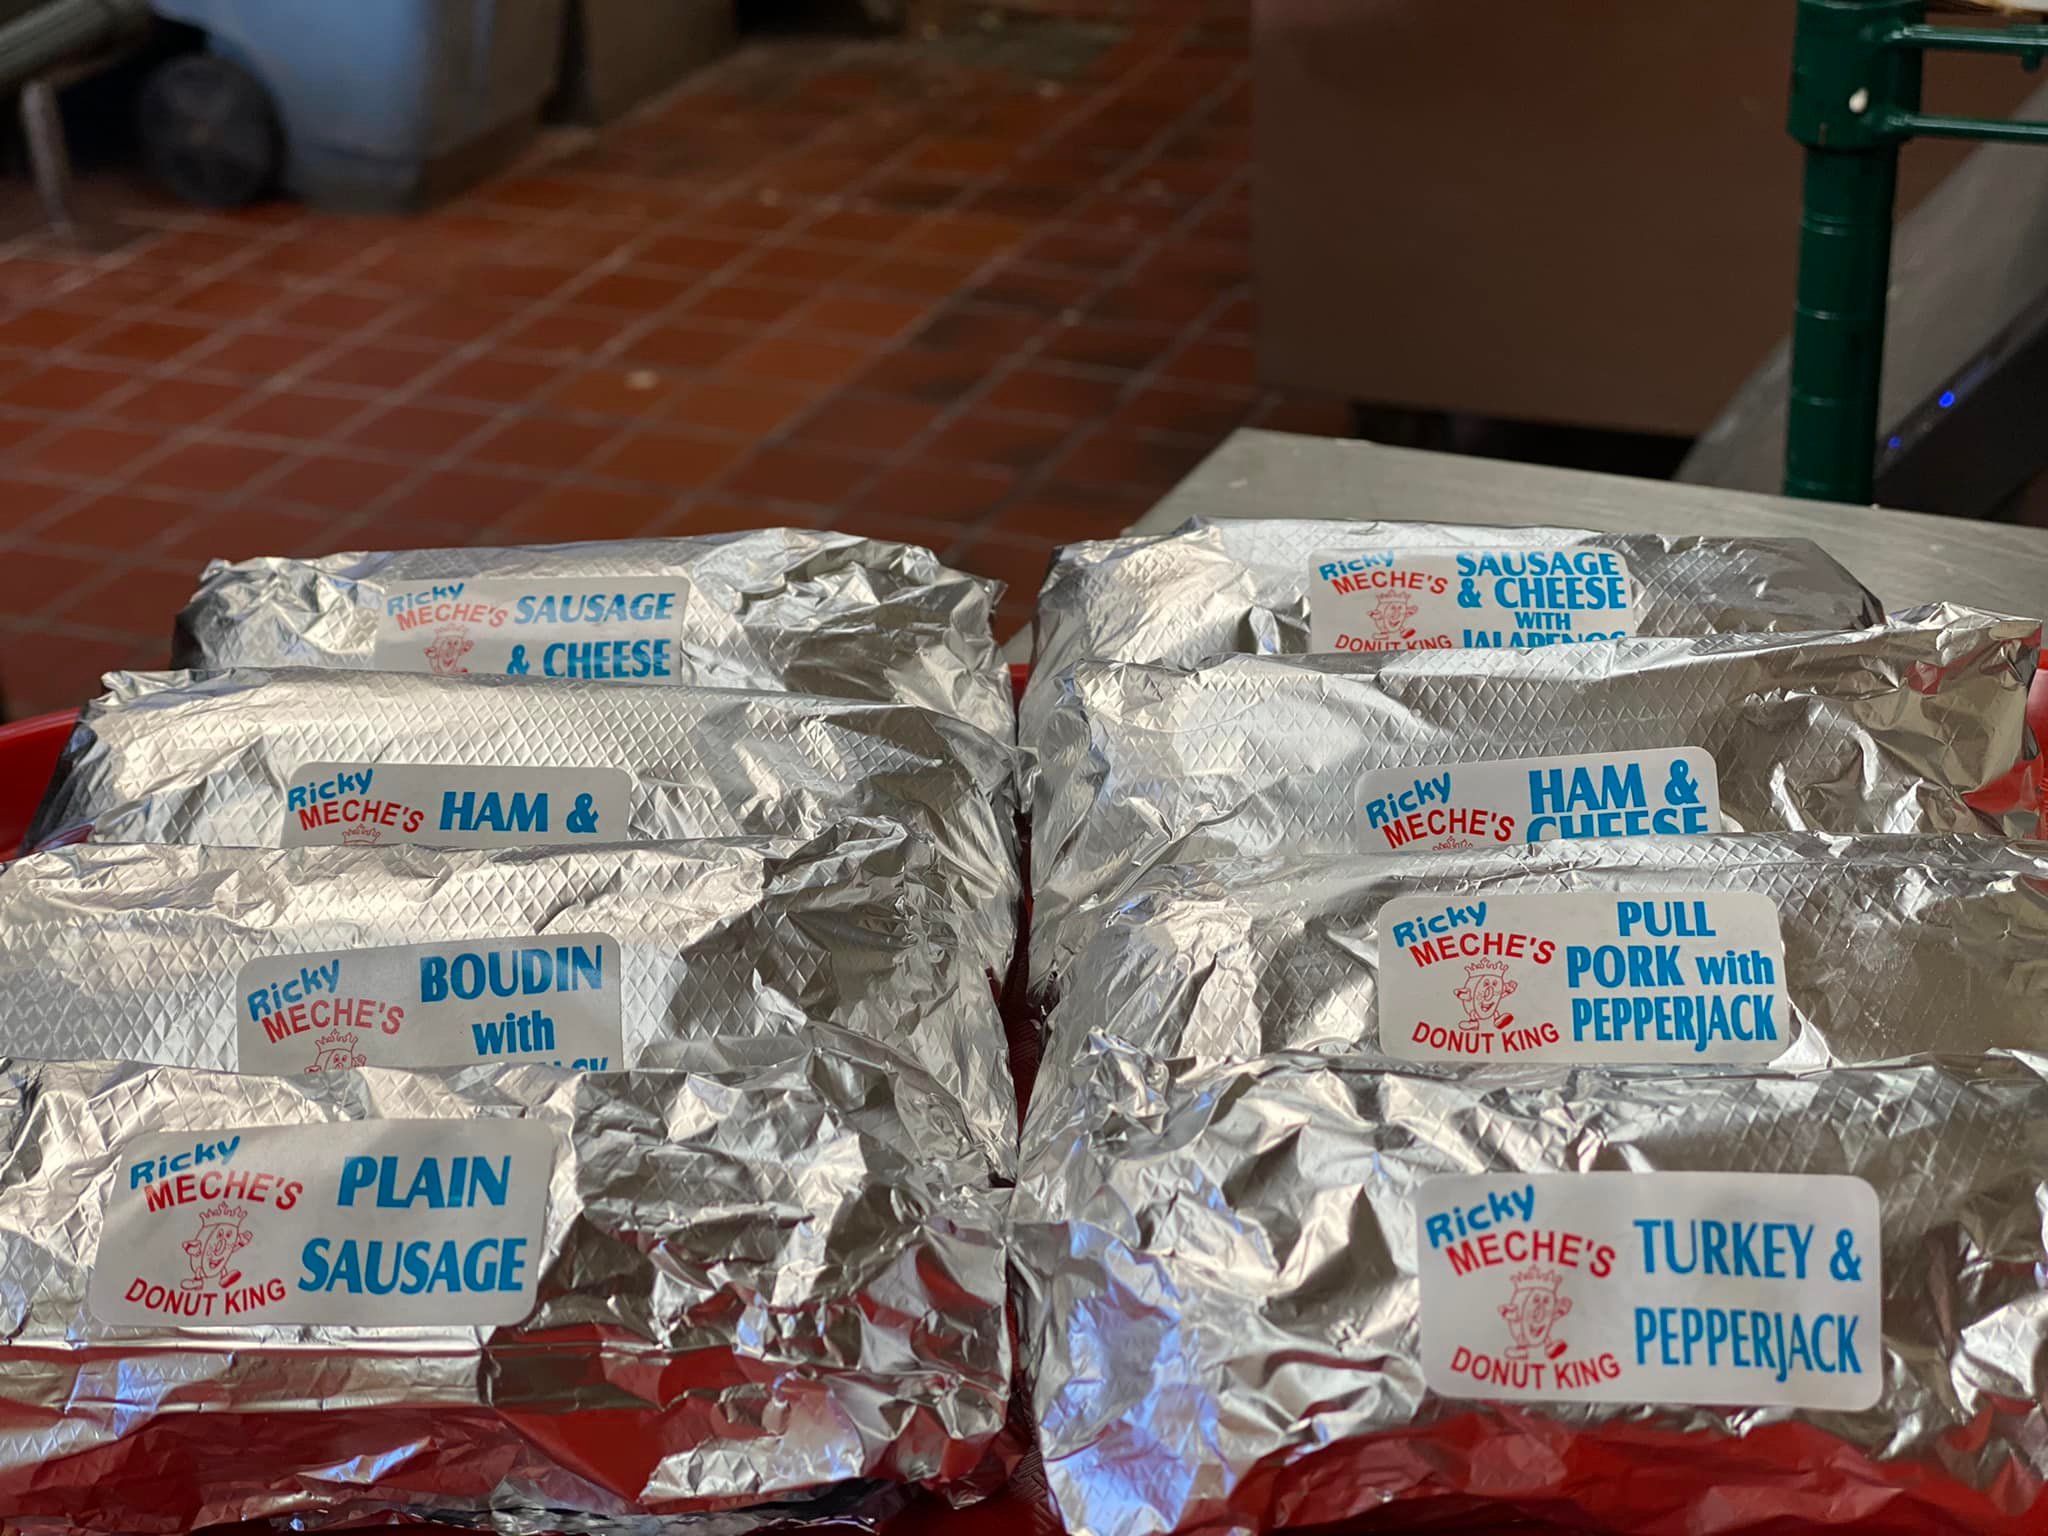 Ricky
MECHE'S
SAUSAGE
& CHEESE
Ricky
MECHE'S
DONUT KING
SAUSAGE
& CHEESE
WITH
JALAPENOS
Ricky
MECHE'S
HAM &
Ricky
MECHE'S
HAM &
CHEESE
Ricky
MECHE'S
BOUDIN
with
Ricky
MECHE'S
DONUT KING
PULL
PORK with
PEPPERJACK
Ricky
MECHE'S
DONUT KING
PLAIN
SAUSAGE
Ricky
MECHE'S
DONUT KING
TURKEY &
PEPPERJACK